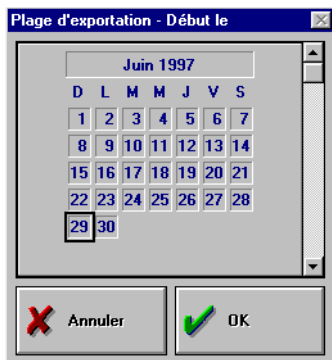 Plage d'exportation - Début le
Juin 1997
D L M M J V S
1 2 3 4 5 6 7
8 9 10 11 12 13 14
15 16 17 18 19 20 21
22 23 24 25 26 27 28
29 30
Annuler
OK